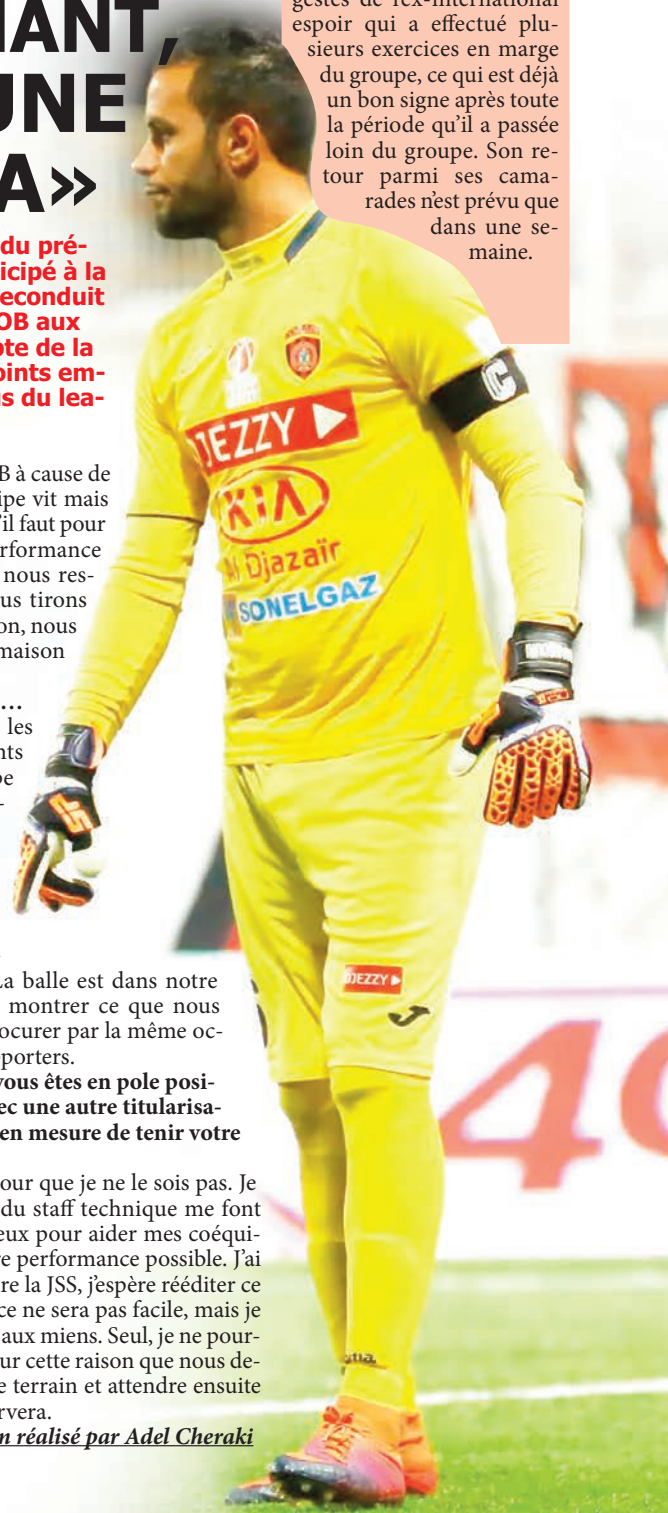 IANT,
UNE
A»
gestes de l'ex-international
espoir qui a effectué plu-
sieurs exercices en marge
du groupe, ce qui est déjà
un bon signe après toute
la période qu'il a passée
loin du groupe. Son re-
tour parmi ses cama-
rades n'est prévu que
dans une se-
maine.
du pré-
icipé à la
econduit
OB aux
pte de la
oints em-
s du lea-
B à cause de
ipe vit mais
'il faut pour
rformance
nous res-
us tirons
on, nous
maison
...
les
nts
pe
-
La balle est dans notre
montrer ce que nous
ocurer par la même oc-
porters.
vous êtes en pole posi-
ec une autre titularisa-
en mesure de tenir votre
our que je ne le sois pas. Je
du staff technique me font
eux pour aider mes coéqui-
e performance possible. J'ai
re la JSS, j'espère rééditer ce
ce ne sera pas facile, mais je
aux miens. Seul, je ne pour-
ur cette raison que nous de-
e terrain et attendre ensuite
rvera.
n réalisé par Adel Cheraki
C
DJEZZY
KIA
Al Djazaïr
SONELGAZ
DJEZZY
40